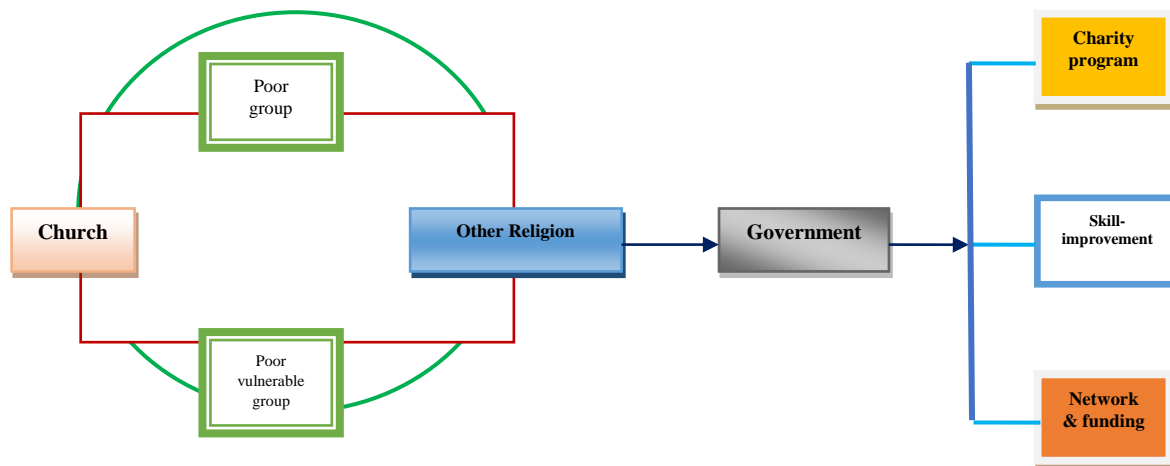 Poor
group
Church
Other Religion
Government
Poor
vulnerable
group
Charity
program
Skill-
improvement
Network
& funding